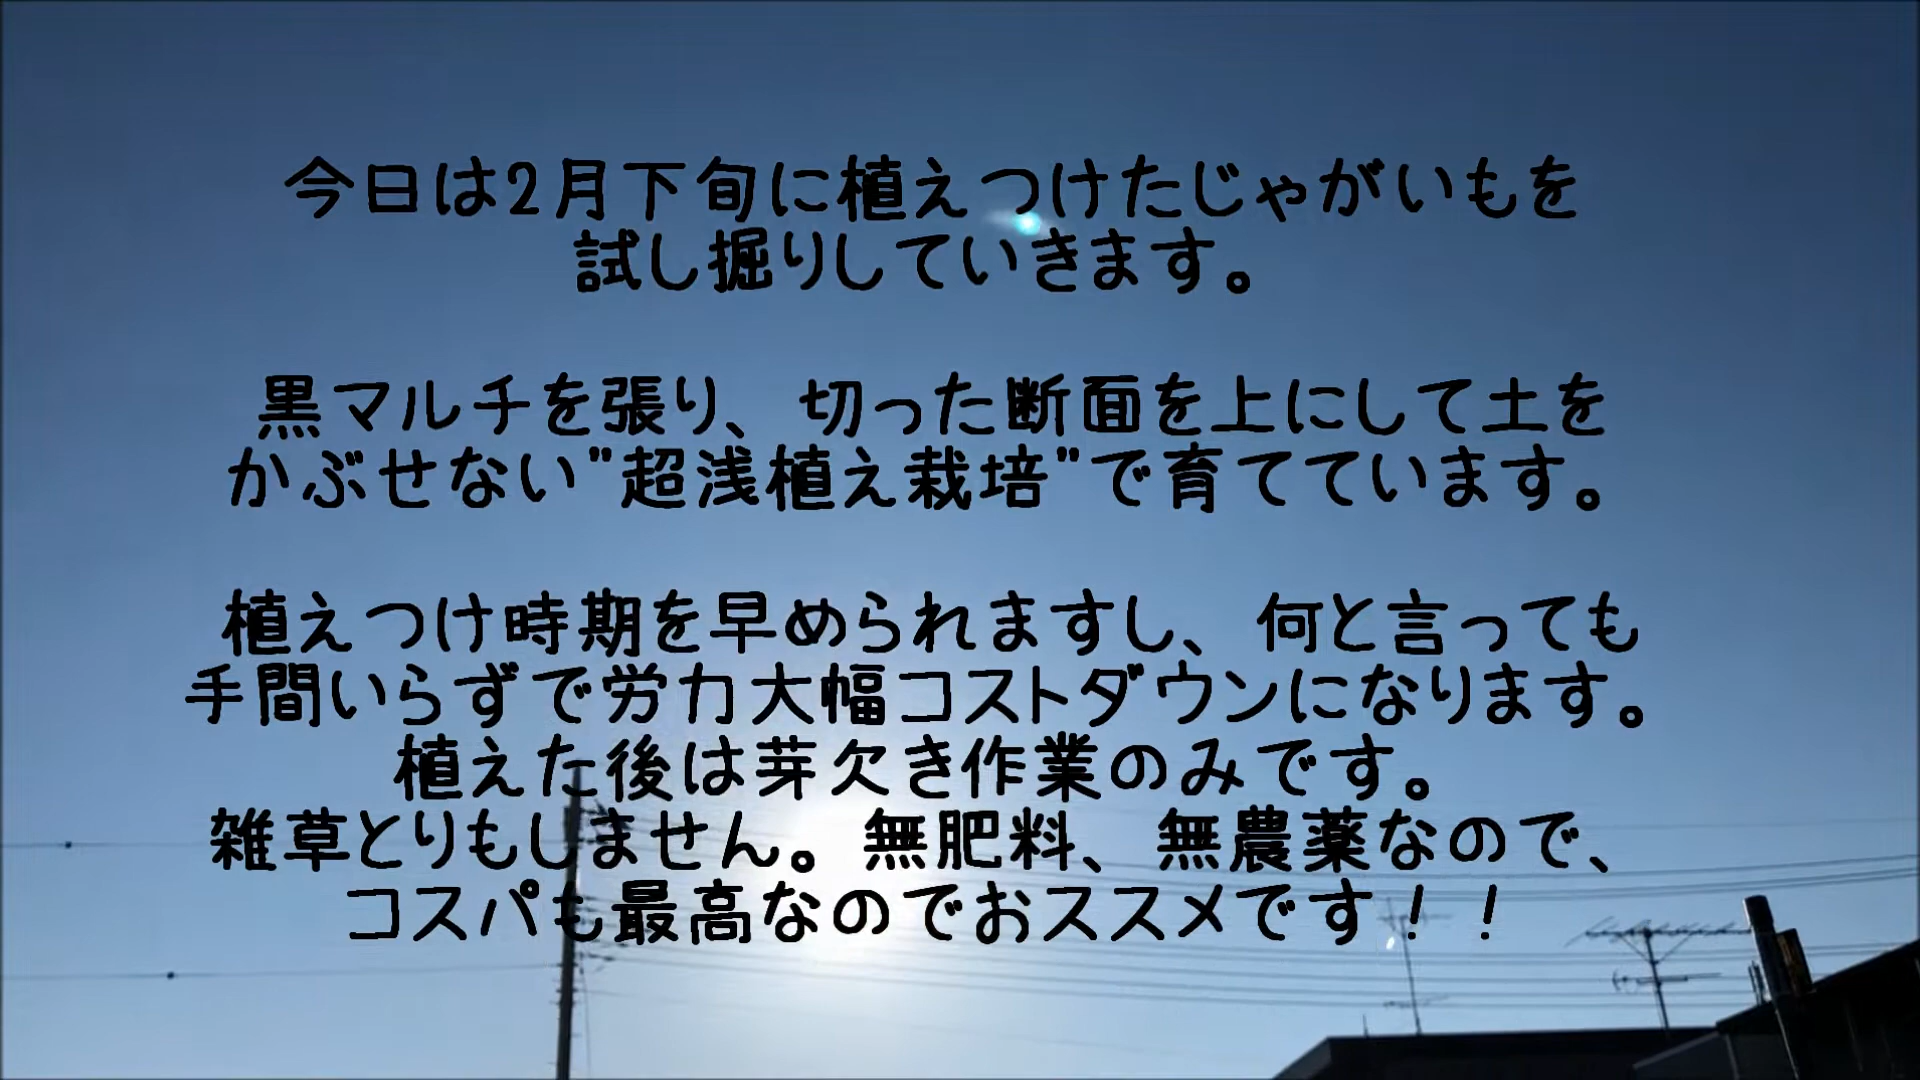 今日は2月下旬に植えつけたじゃがいもを
試し掘りしていきます。
黒マルチを張り、切った断面を上にして土を
かぶせない"超浅植え栽培"で育てています。
植えつけ時期を早められますし、何と言っても
手間いらずで労力大幅コストダウンになります。
植えた後は芽欠き作業のみです。
雑草とりもしません。無肥料、無農薬なので、
コスパも最高なのでおススメです！！